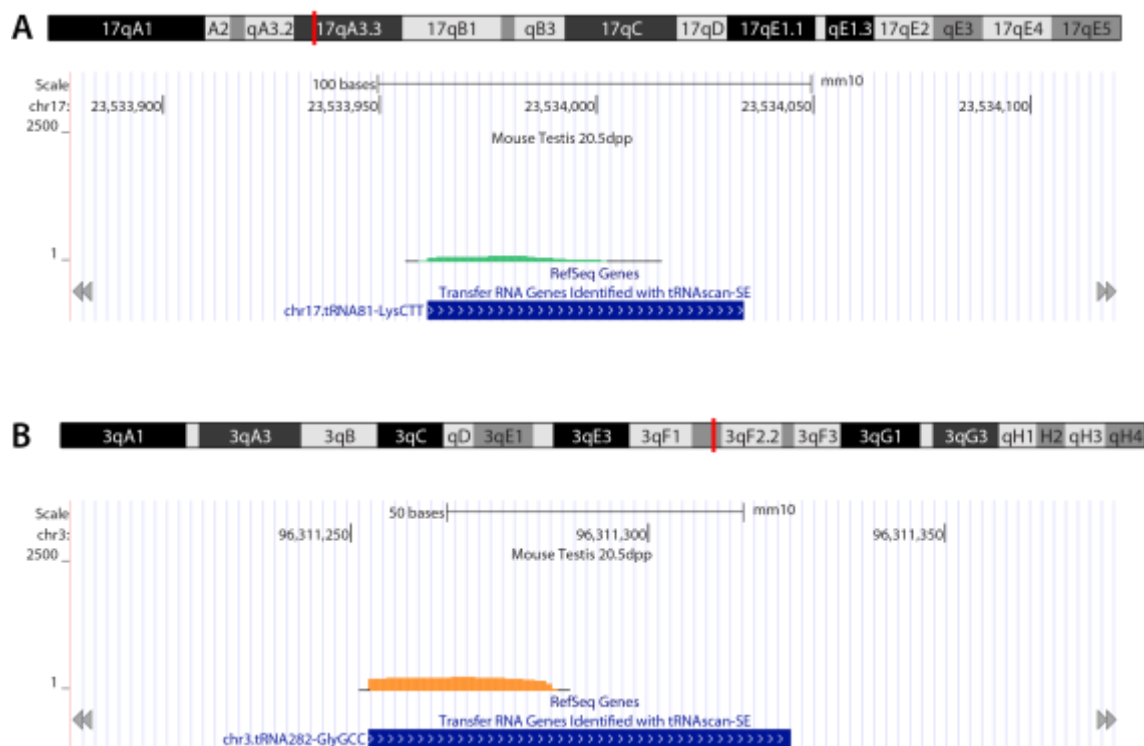 A 17qA1 A2 qA3.2 17qA3.3 17qB1 qB3 17qC 17qD 17qE1.1 qE1.3 17qE2 qE3 17qE4 17qE5
Scale 100 bases mm10
chr17: 23,533,900 23,533,950 23,534,000 23,534,050 23,534,100
2500
Mouse Testis 20.5dpp
1
RefSeq Genes
Transfer RNA Genes Identified with tRNAscan-SE
chr17.tRNA81-LysCTT
B 3qA1 3qA3 3qB 3qC qD 3qE1 3qE3 3qF1 3qF2.2 3qF3 3qG1 3qG3 qH1 H2 qH3 qH4
Scale 50 bases mm10
chr3: 96,311,250 96,311,300 96,311,350
2500 Mouse Testis 20.5dpp
1
RefSeq Genes
Transfer RNA Genes Identified with tRNAscan-SE
chr3.tRNA282-GlyGCC